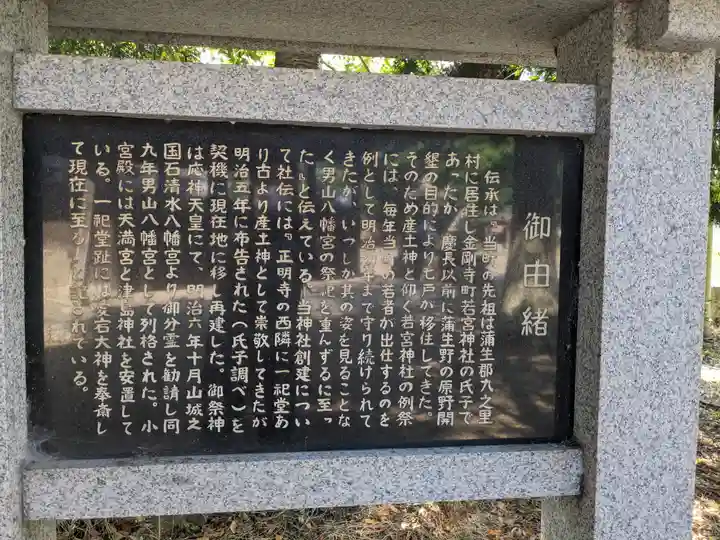 御由緒
伝承は『当町の先祖は蒲生郡九之里
村に居住し金剛寺町若宮神社の氏子で
あったが、慶長以前に蒲生野の原野開
墾の目的により七戸が移住してきた。
そのため産土神と仰ぐ若宮神社の例祭
には、毎年当町の若者が出仕するのを
例として明治 年まで守り続けられて
きたが、いつしか其の姿を見ることな
く男山八幡宮の祭祀を重んずるに至っ
た』と伝えている。当神社創建につい
て社伝には『正明寺の西隣に一祀堂あ
り古より産土神として崇敬してきたが
明治五年に布告された(氏子調べ)を
契機に現在地に移し再建した。御祭神
は応神天皇にて、明治六年十月山城之
国石清水八幡宮より御分霊を勧請し同
九年男山八幡宮として列格された。小
宮殿には天満宮と津島神社を安置して
いる。一祀堂趾には愛宕大神を奉斎し
て現在に至る』と記されている。